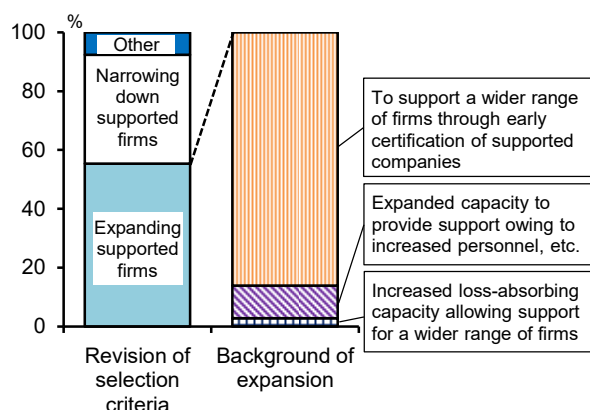 %
100
80
60
40
20
0
Other
Narrowing
down
supported
firms
Expanding
supported
firms
To support a wider range
of firms through early
certification of supported
companies
Expanded capacity to
provide support owing to
increased personnel, etc.
Increased loss-absorbing
capacity allowing support
for a wider range of firms
Revision of
selection
criteria
Background of
expansion